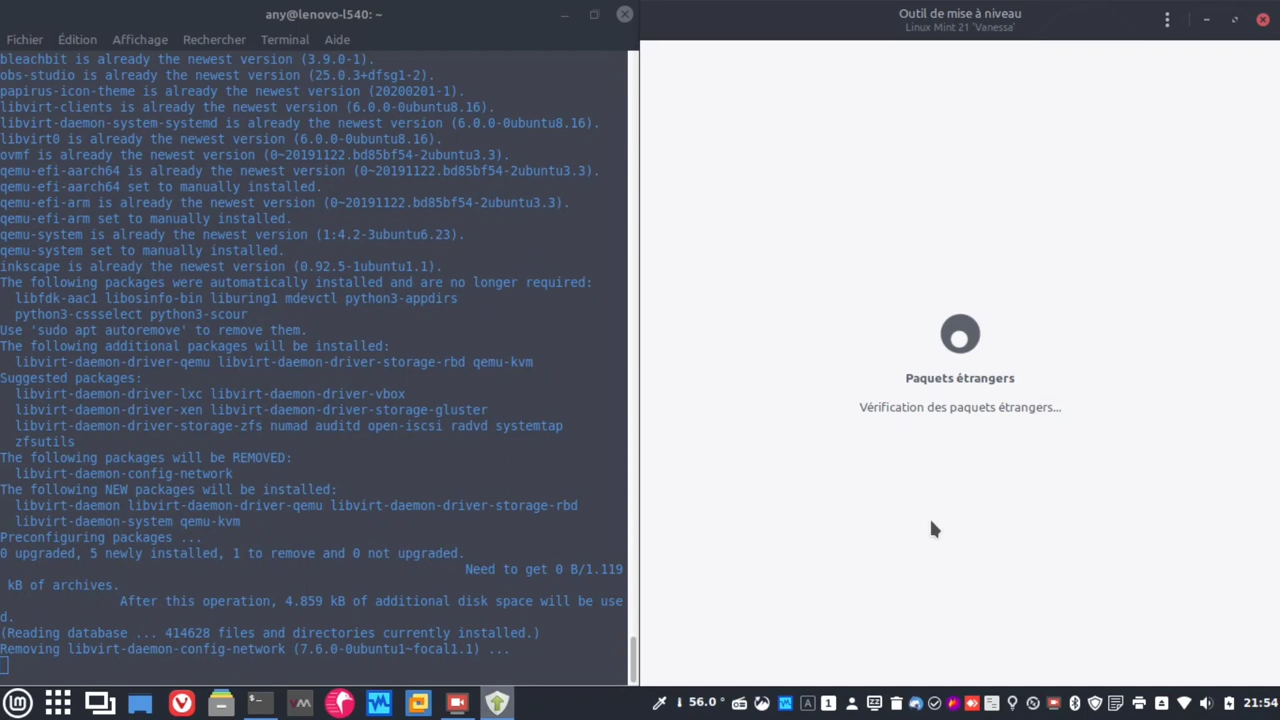 any@lenovo-l540: ~
Fichier Édition Affichage Rechercher Terminal Aide
bleachbit is already the newest version (3.9.0-1).
obs-studio is already the newest version (25.0.3+dfsg1-2).
papirus-icon-theme is already the newest version (20200201-1).
libvirt-clients is already the newest version (6.0.0-0ubuntu8.16).
libvirt-daemon-system-systemd is already the newest version (6.0.0-0ubuntu8.16).
libvirt0 is already the newest version (6.0.0-0ubuntu8.16).
ovmf is already the newest version (0~20191122.bd85bf54-2ubuntu3.3).
qemu-efi-aarch64 is already the newest version (0~20191122.bd85bf54-2ubuntu3.3).
qemu-efi-aarch64 set to manually installed.
qemu-efi-arm is already the newest version (0~20191122.bd85bf54-2ubuntu3.3).
qemu-efi-arm set to manually installed.
qemu-system is already the newest version (1:4.2-3ubuntu6.23).
qemu-system set to manually installed.
inkscape is already the newest version (0.92.5-1ubuntu1.1).
The following packages were automatically installed and are no longer required:
libfdk-aac1 libosinfo-bin liburing1 mdevctl python3-appdirs
python3-cssselect python3-scour
Use 'sudo apt autoremove' to remove them.
The following additional packages will be installed:
libvirt-daemon-driver-qemu libvirt-daemon-driver-storage-rbd qemu-kvm
Suggested packages:
libvirt-daemon-driver-lxc libvirt-daemon-driver-vbox
libvirt-daemon-driver-xen libvirt-daemon-driver-storage-gluster
libvirt-daemon-driver-storage-zfs numad auditd open-iscsi radvd systemtap
zfsutils
The following packages will be REMOVED:
libvirt-daemon-config-network
The following NEW packages will be installed:
libvirt-daemon libvirt-daemon-driver-qemu libvirt-daemon-driver-storage-rbd
libvirt-daemon-system qemu-kvm
Preconfiguring packages ...
0 upgraded, 5 newly installed, 1 to remove and 0 not upgraded.
Need to get 0 B/1.119
kB of archives.
After this operation, 4.859 kB of additional disk space will be use
d.
(Reading database ... 414628 files and directories currently installed.)
Removing libvirt-daemon-config-network (7.6.0-0ubuntu1~focal1.1) ...
Outil de mise à niveau
Linux Mint 21 'Vanessa'
Paquets étrangers
Vérification des paquets étrangers...
56.0° A 1 21:54